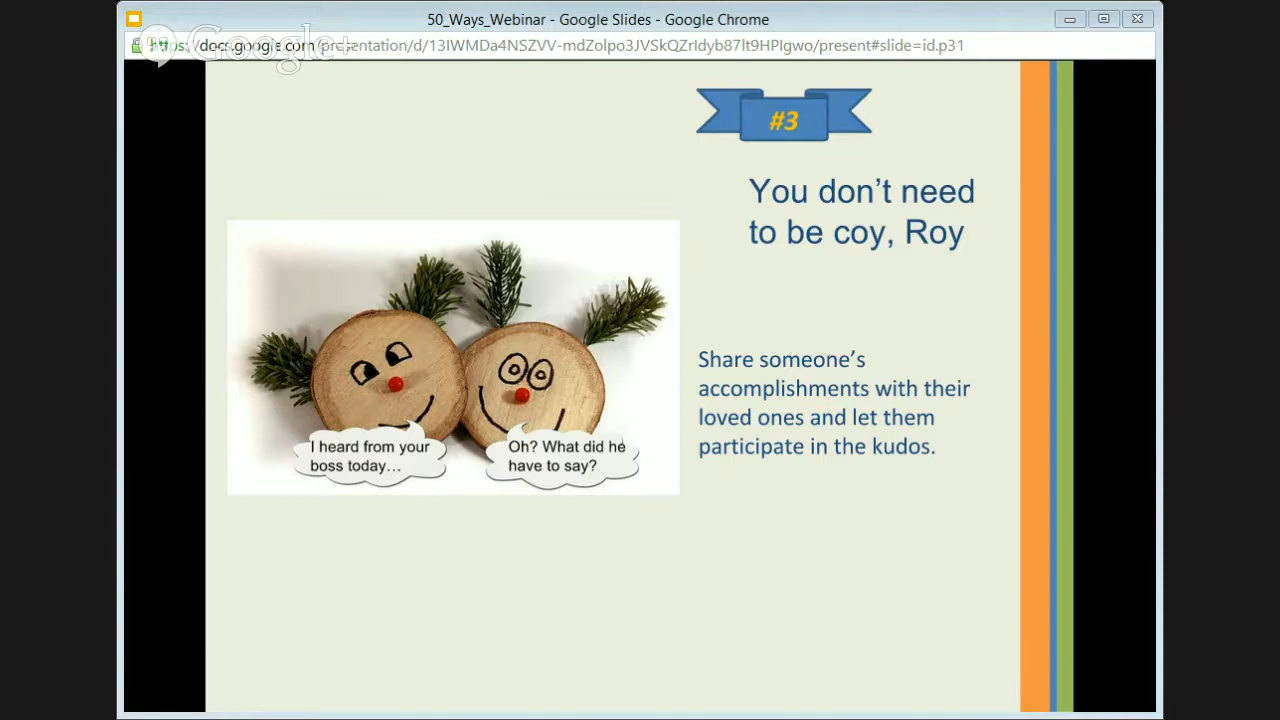 50_Ways_Webinar - Google Slides - Google Chrome
https://docs.google.com/presentation/d/13IWMDa4NSZVV-mdZolpo3JVSkQZrIdyb87lt9HPIgwo/present#slide=id.p31
Google+
#3
You don’t need
to be coy, Roy
I heard from your
boss today…
Oh? What did he
have to say?
Share someone’s
accomplishments with their
loved ones and let them
participate in the kudos.